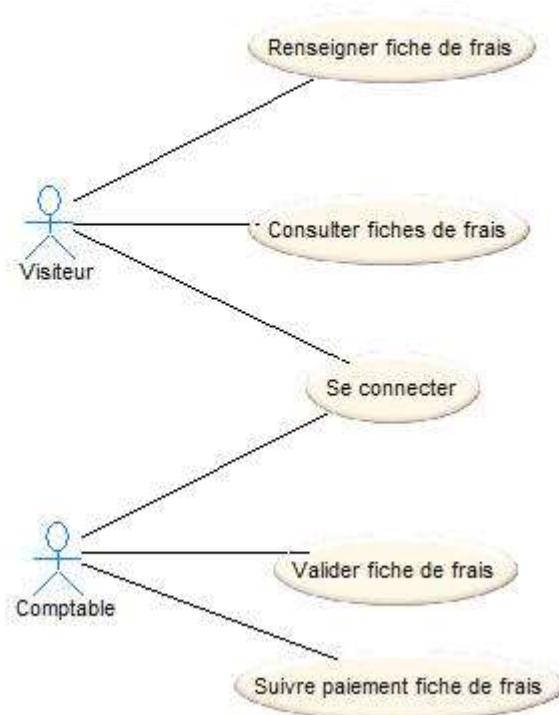 Renseigner fiche de frais
Consulter fiches de frais
Visiteur
Se connecter
Valider fiche de frais
Comptable
Suivre paiement fiche de frais